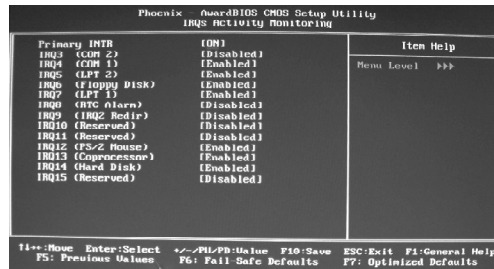 Phoenix - AwardBIOS CMOS Setup Utility
IRQs Activity Monitoring
Primary INTR [ON]
IRQ3 (COM 2) [Disabled]
IRQ4 (COM 1) [Enabled]
IRQ5 (LPT 2) [Enabled]
IRQ6 (Floppy Disk) [Enabled]
IRQ7 (LPT 1) [Enabled]
IRQ8 (RTC Alarm) [Disabled]
IRQ9 (IRQ2 Redir) [Disabled]
IRQ10 (Reserved) [Disabled]
IRQ11 (Reserved) [Disabled]
IRQ12 (PS/2 Mouse) [Enabled]
IRQ13 (Coprocessor) [Enabled]
IRQ14 (Hard Disk) [Enabled]
IRQ15 (Reserved) [Disabled]
Item Help
Menu Level ►►►
↑↓→←:Move Enter:Select +/-/PU/PD:Value F10:Save ESC:Exit F1:General Help
F5: Previous Values F6: Fail-Safe Defaults F7: Optimized Defaults